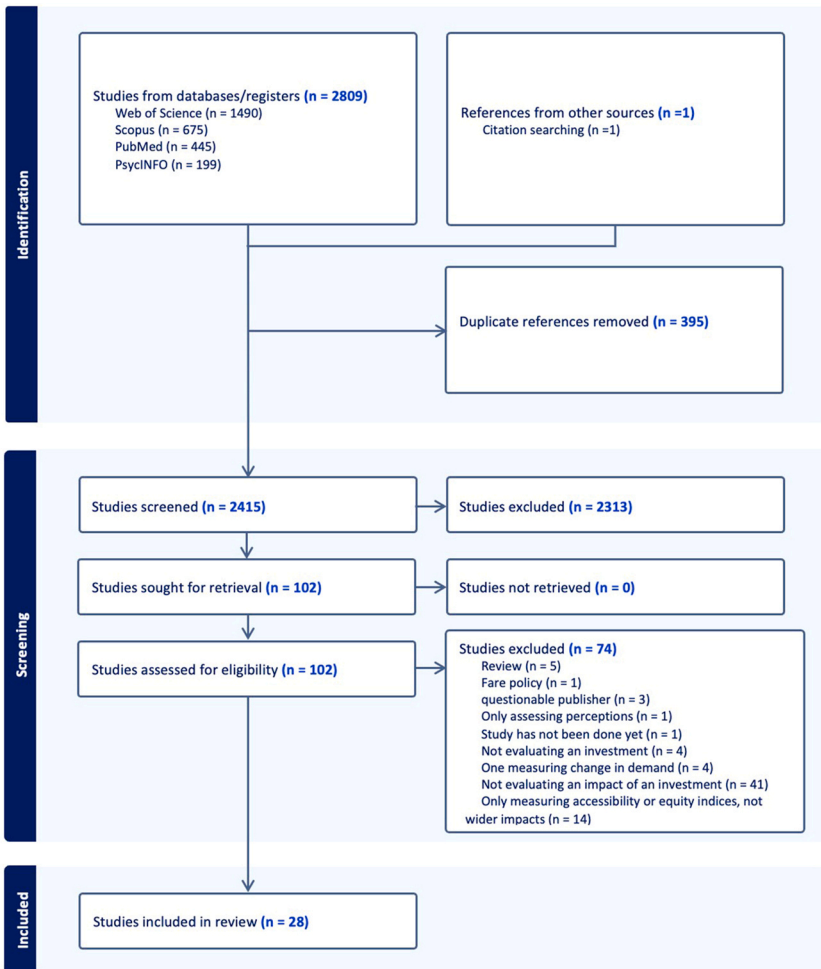 Identification
Studies from databases/registers (n = 2809)
Web of Science (n = 1490)
Scopus (n = 675)
PubMed (n = 445)
PsycINFO (n = 199)
References from other sources (n =1)
Citation searching (n =1)
Duplicate references removed (n = 395)
Screening
Studies screened (n = 2415)
Studies excluded (n = 2313)
Studies sought for retrieval (n = 102)
Studies not retrieved (n = 0)
Studies assessed for eligibility (n = 102)
Studies excluded (n = 74)
Review (n = 5)
Fare policy (n = 1)
questionable publisher (n = 3)
Only assessing perceptions (n = 1)
Study has not been done yet (n = 1)
Not evaluating an investment (n = 4)
One measuring change in demand (n = 4)
Not evaluating an impact of an investment (n = 41)
Only measuring accessibility or equity indices, not
wider impacts (n = 14)
Included
Studies included in review (n = 28)